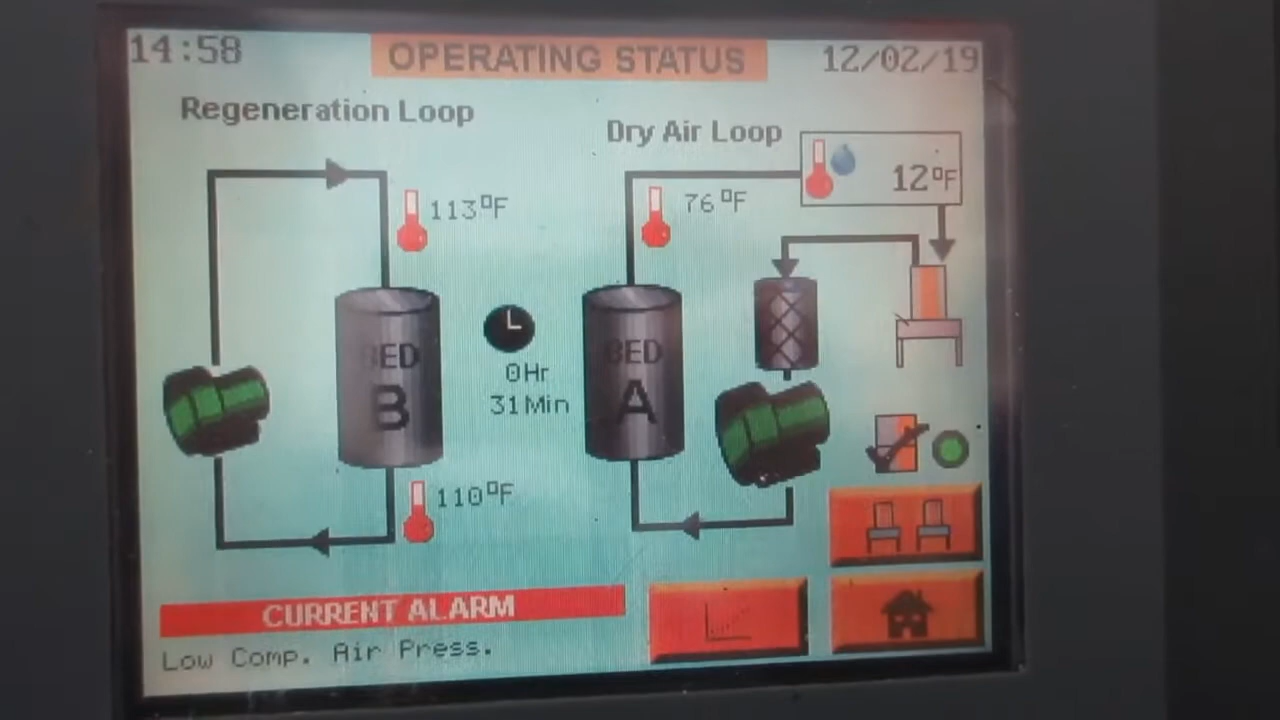 14:58
OPERATING STATUS
12/02/19
Regeneration Loop
Dry Air Loop
12°F
113°F
76°F
BED
B
0Hr
31Min
BED
A
110°F
CURRENT ALARM
Low Comp. Air Press.